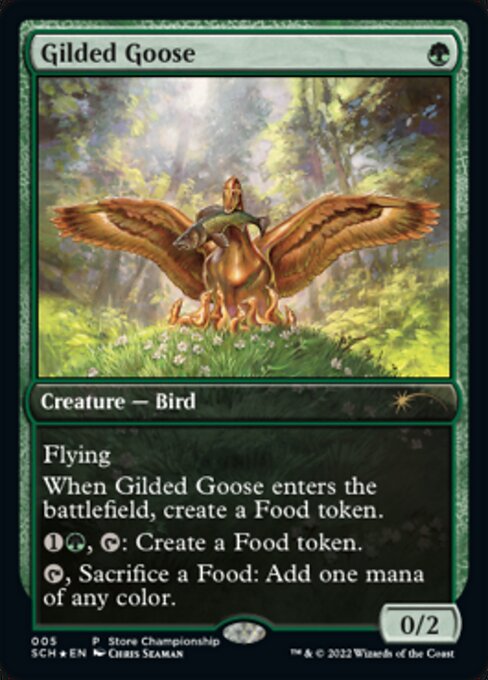 Gilded Goose
Creature — Bird
Flying
When Gilded Goose enters the
battlefield, create a Food token.
1, : Create a Food token.
, Sacrifice a Food: Add one mana
of any color.
0/2
005 P Store Championship
SCH★EN Chris Seaman
™ & © 2022 Wizards of the Coast